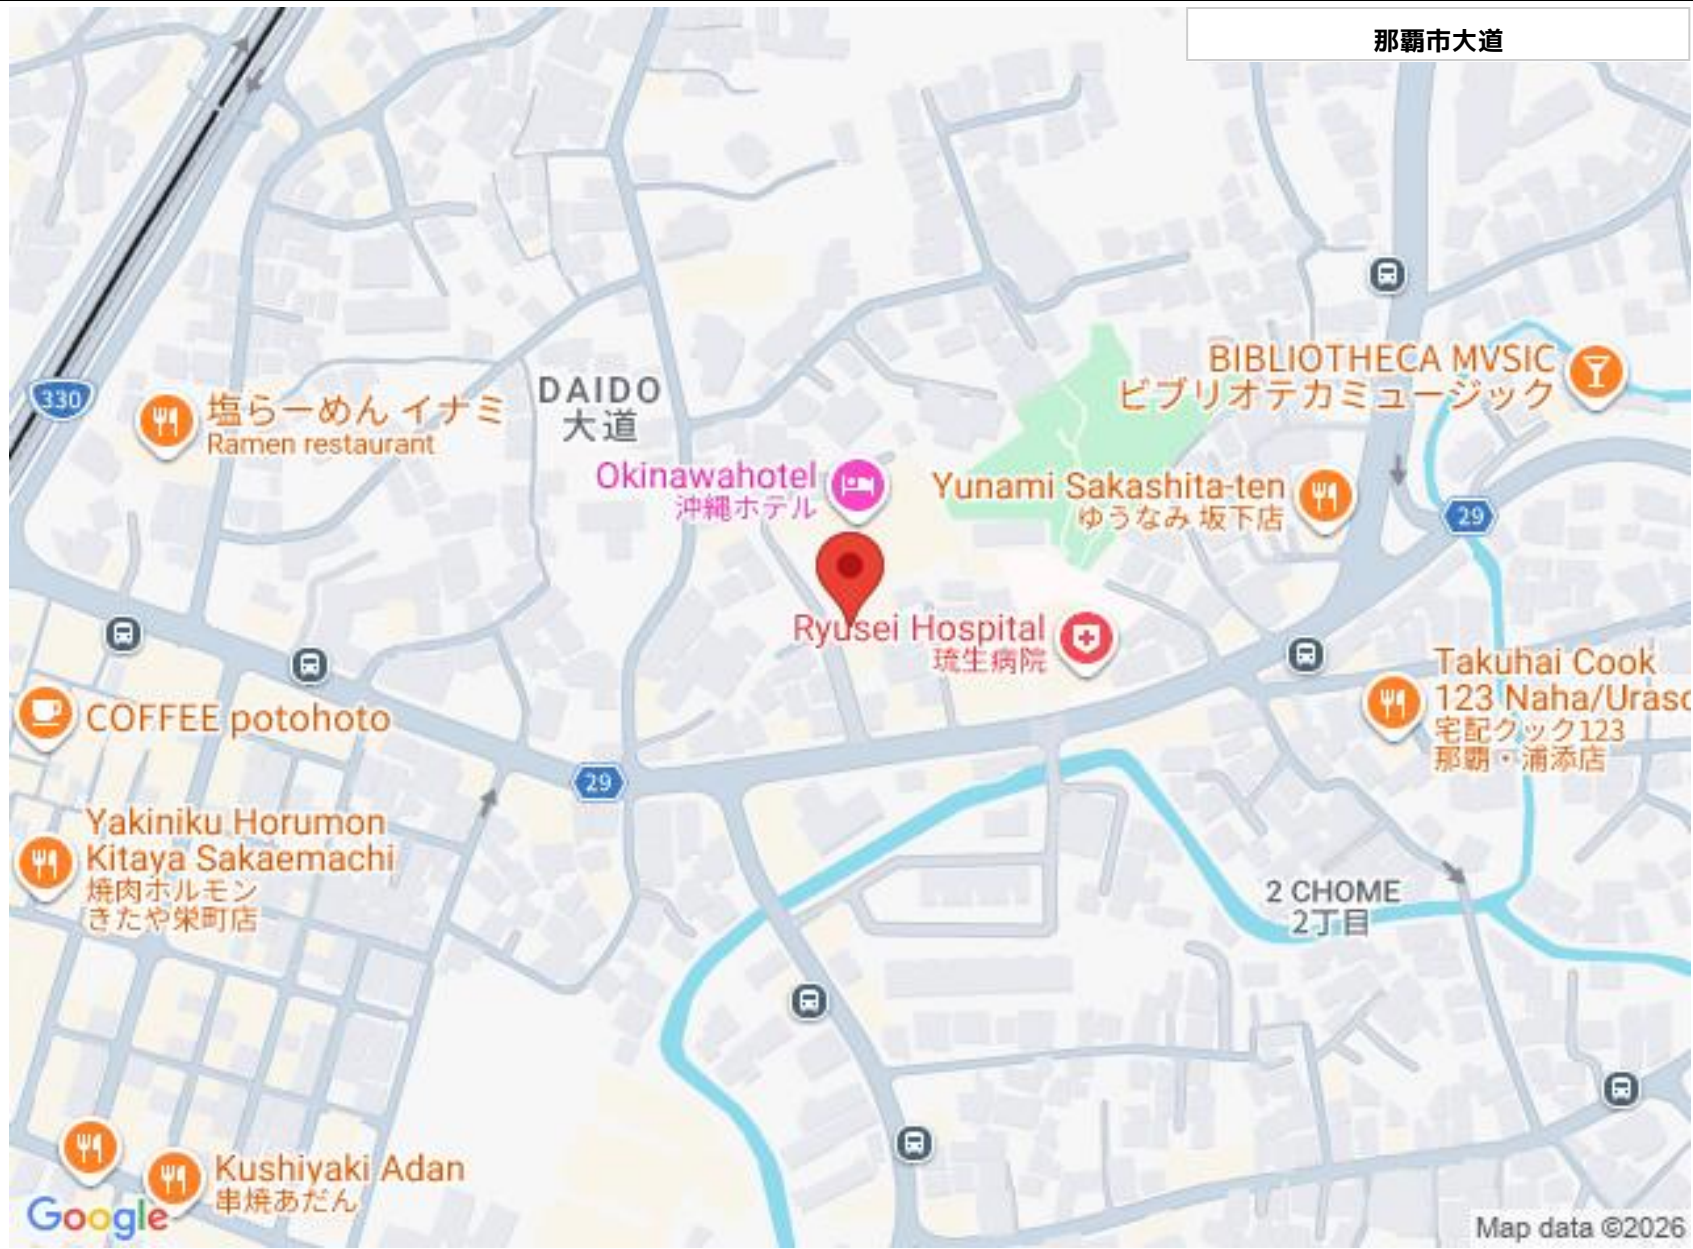 那覇市大道
330
塩らーめん イナミ
Ramen restaurant
DAIDO
大道
BIBLIOTHECA MVSIC
ビブリオテカミュージック
Okinawahotel
沖縄ホテル
Yunami Sakashita-ten
ゆうなみ 坂下店
29
Ryusei Hospital
琉生病院
Takuhai Cook
123 Naha/Uraso
宅配クック123
那覇・浦添店
COFFEE potohoto
29
Yakiniku Horumon
Kitaya Sakaemachi
焼肉ホルモン
きたや栄町店
2 CHOME
2丁目
Kushiyaki Adan
串焼あだん
Google
Map data ©2026